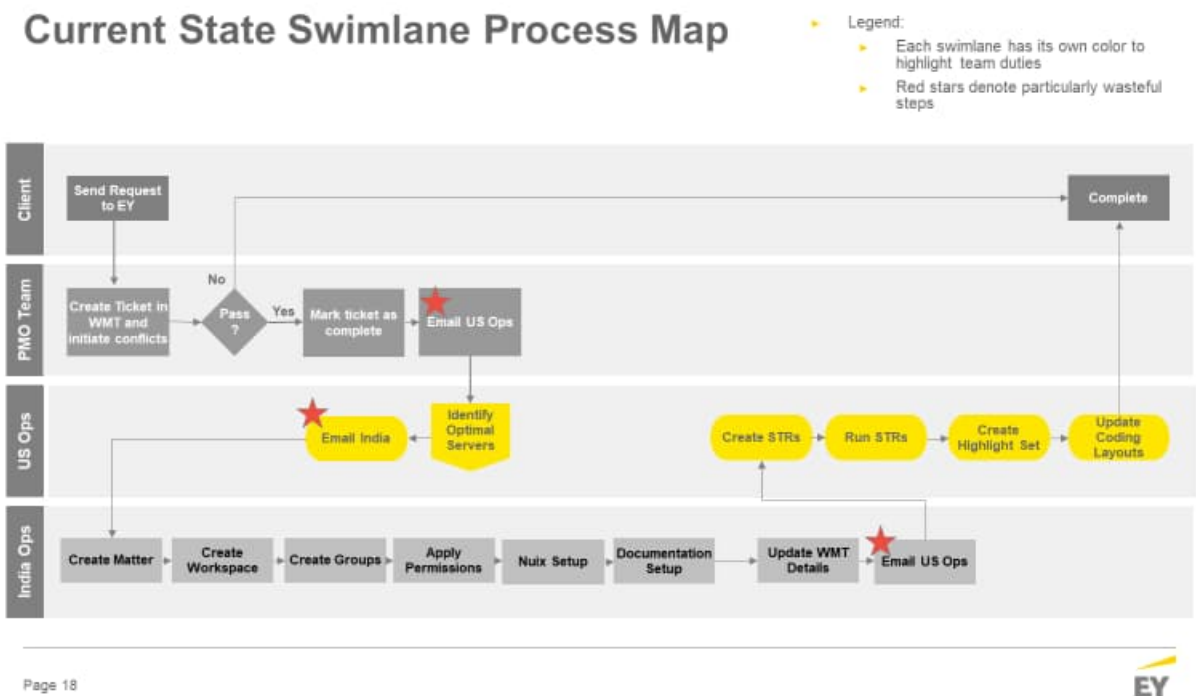 Current State Swimlane Process Map
Legend:
Each swimlane has its own color to
highlight team duties
Red stars denote particularly wasteful
steps
Client
Send Request
to EY
Complete
PMO Team
Create Ticket in
WMT and
initiate conflicts
No
Pass
?
Yes
Mark ticket as
complete
Email US Ops
US Ops
Email India
Identify
Optimal
Servers
Create STRs
Run STRs
Create
Highlight Set
Update
Coding
Layouts
India Ops
Create Matter
Create
Workspace
Create Groups
Apply
Permissions
Nuix Setup
Documentation
Setup
Update WMT
Details
Email US Ops
Page 18
EY